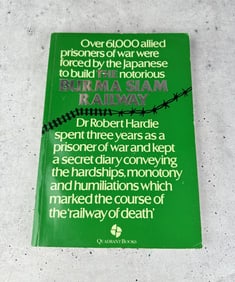 Over 61,000 allied
prisoners of war were
forced by the Japanese
to build THE notorious
BURMA SIAM
RAILWAY
Dr Robert Hardie
spent three years as a
prisoner of war and kept
a secret diary conveying
the hardships, monotony
and humiliations which
marked the course of
the 'railway of death'
QUADRANT BOOKS